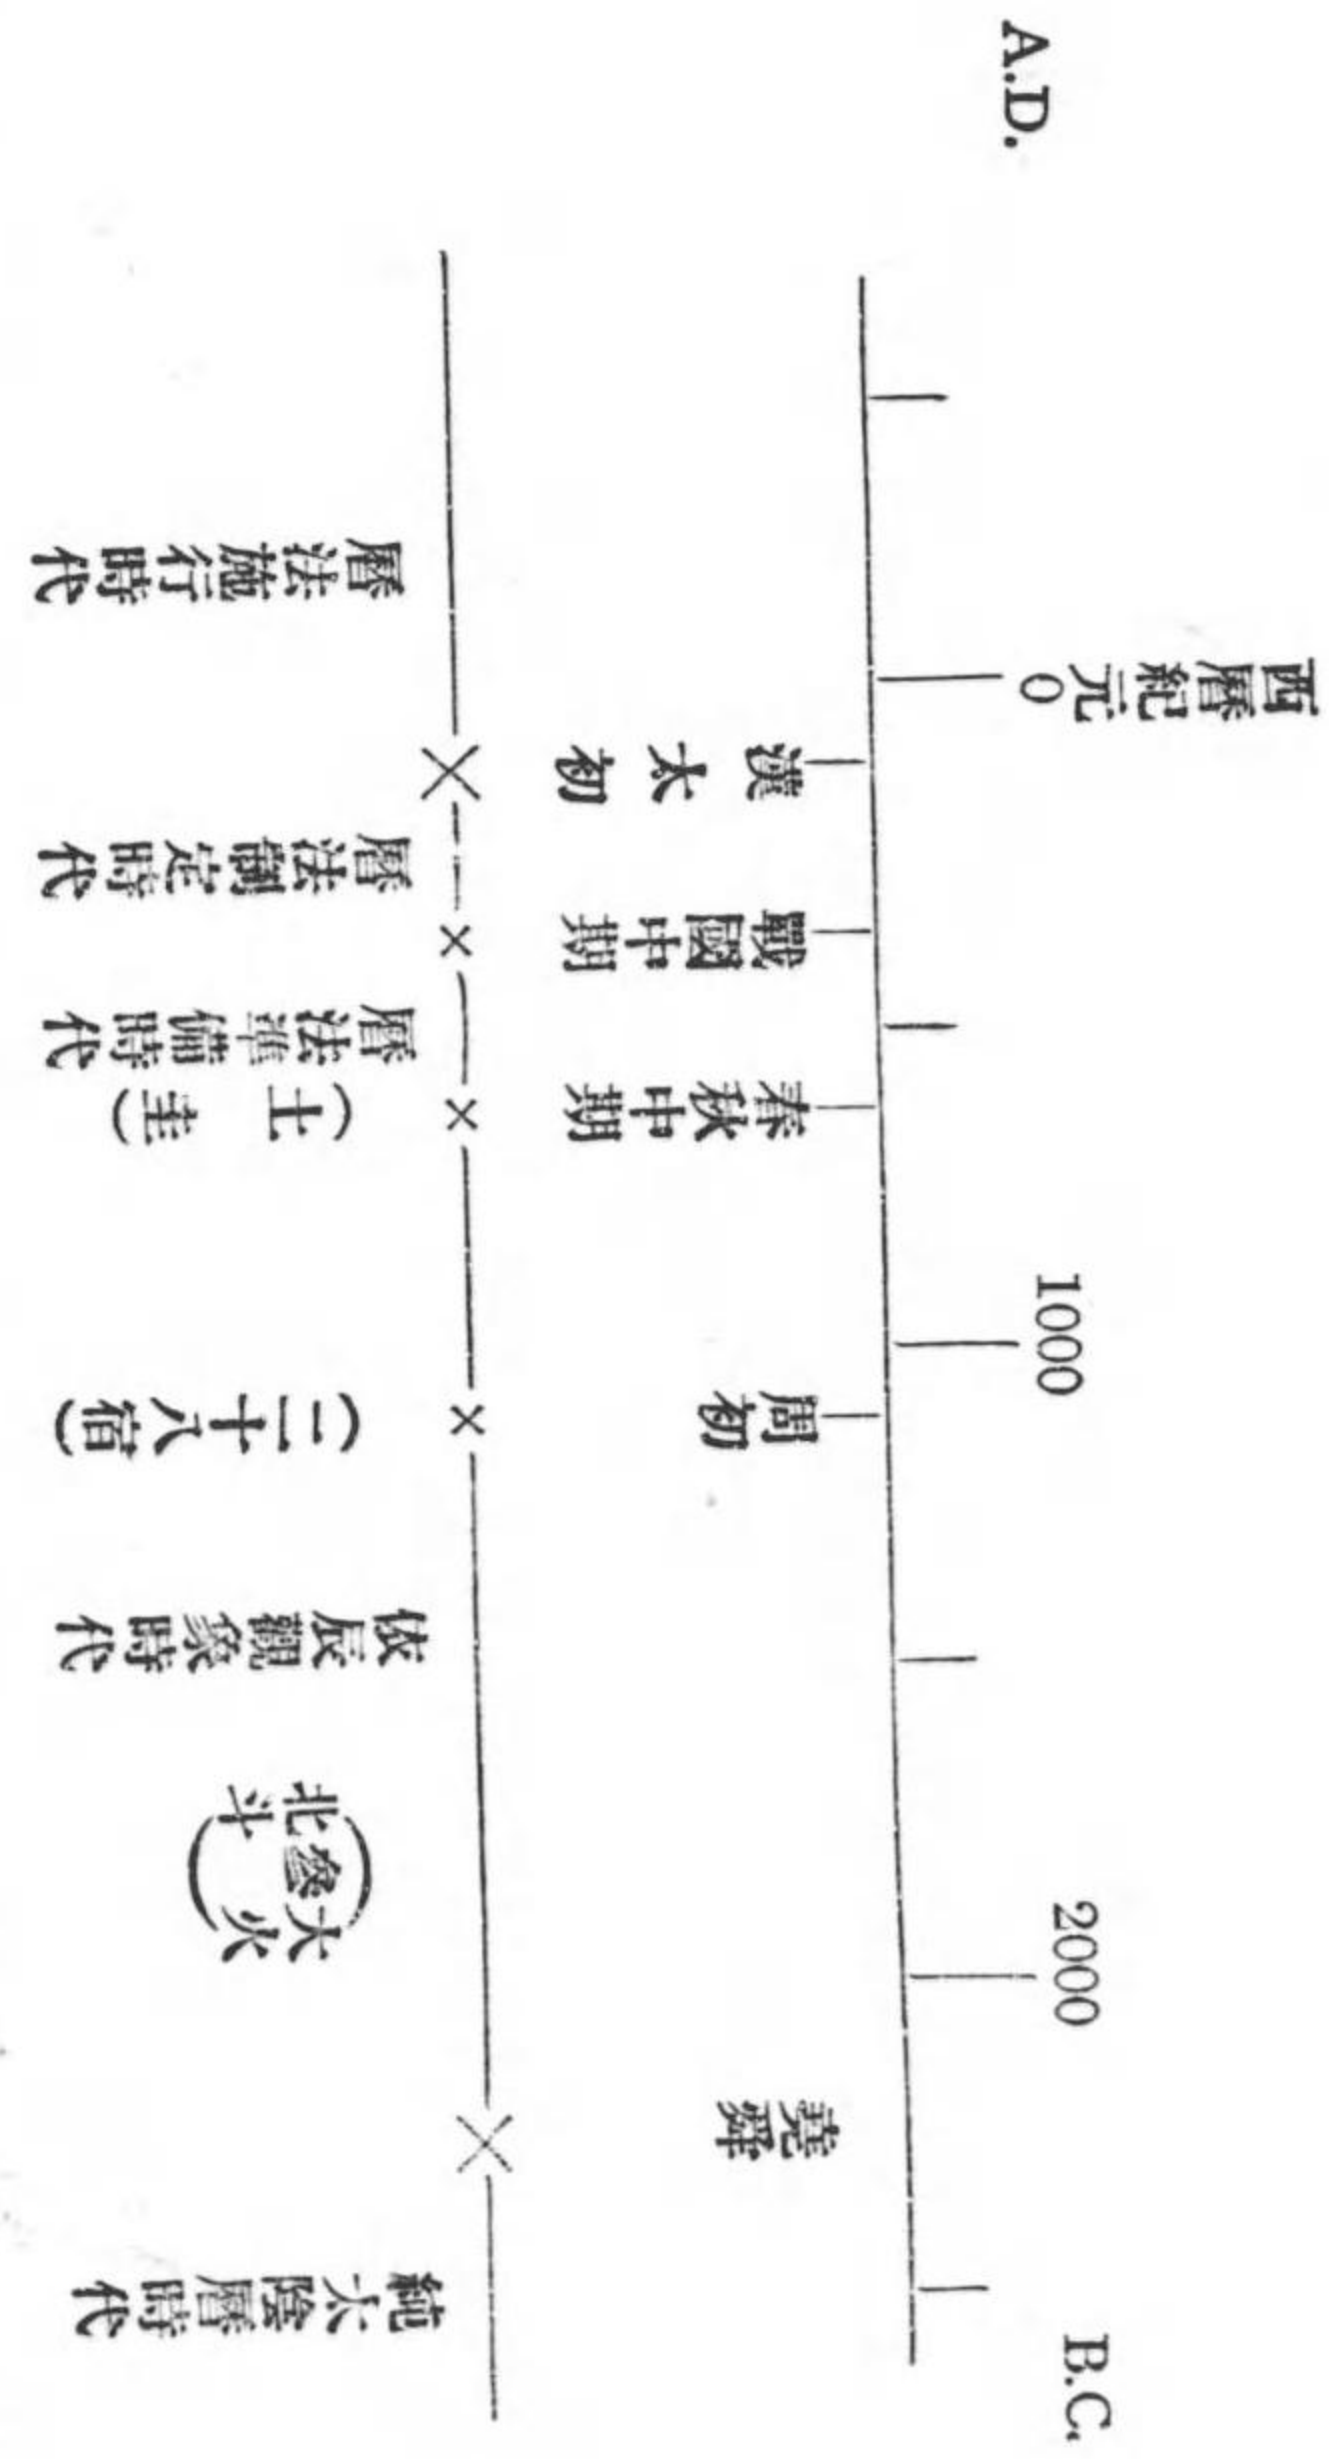 A.D.
西曆紀元0
1000
2000
B.C.
漢太初
戰國中期
春秋中期
周初
堯舜
曆法施行時代
曆法制定時代
曆法準備時代
(土圭)
(二十八宿)
依辰觀象時代
(大火
參
北斗)
純太陰曆時代